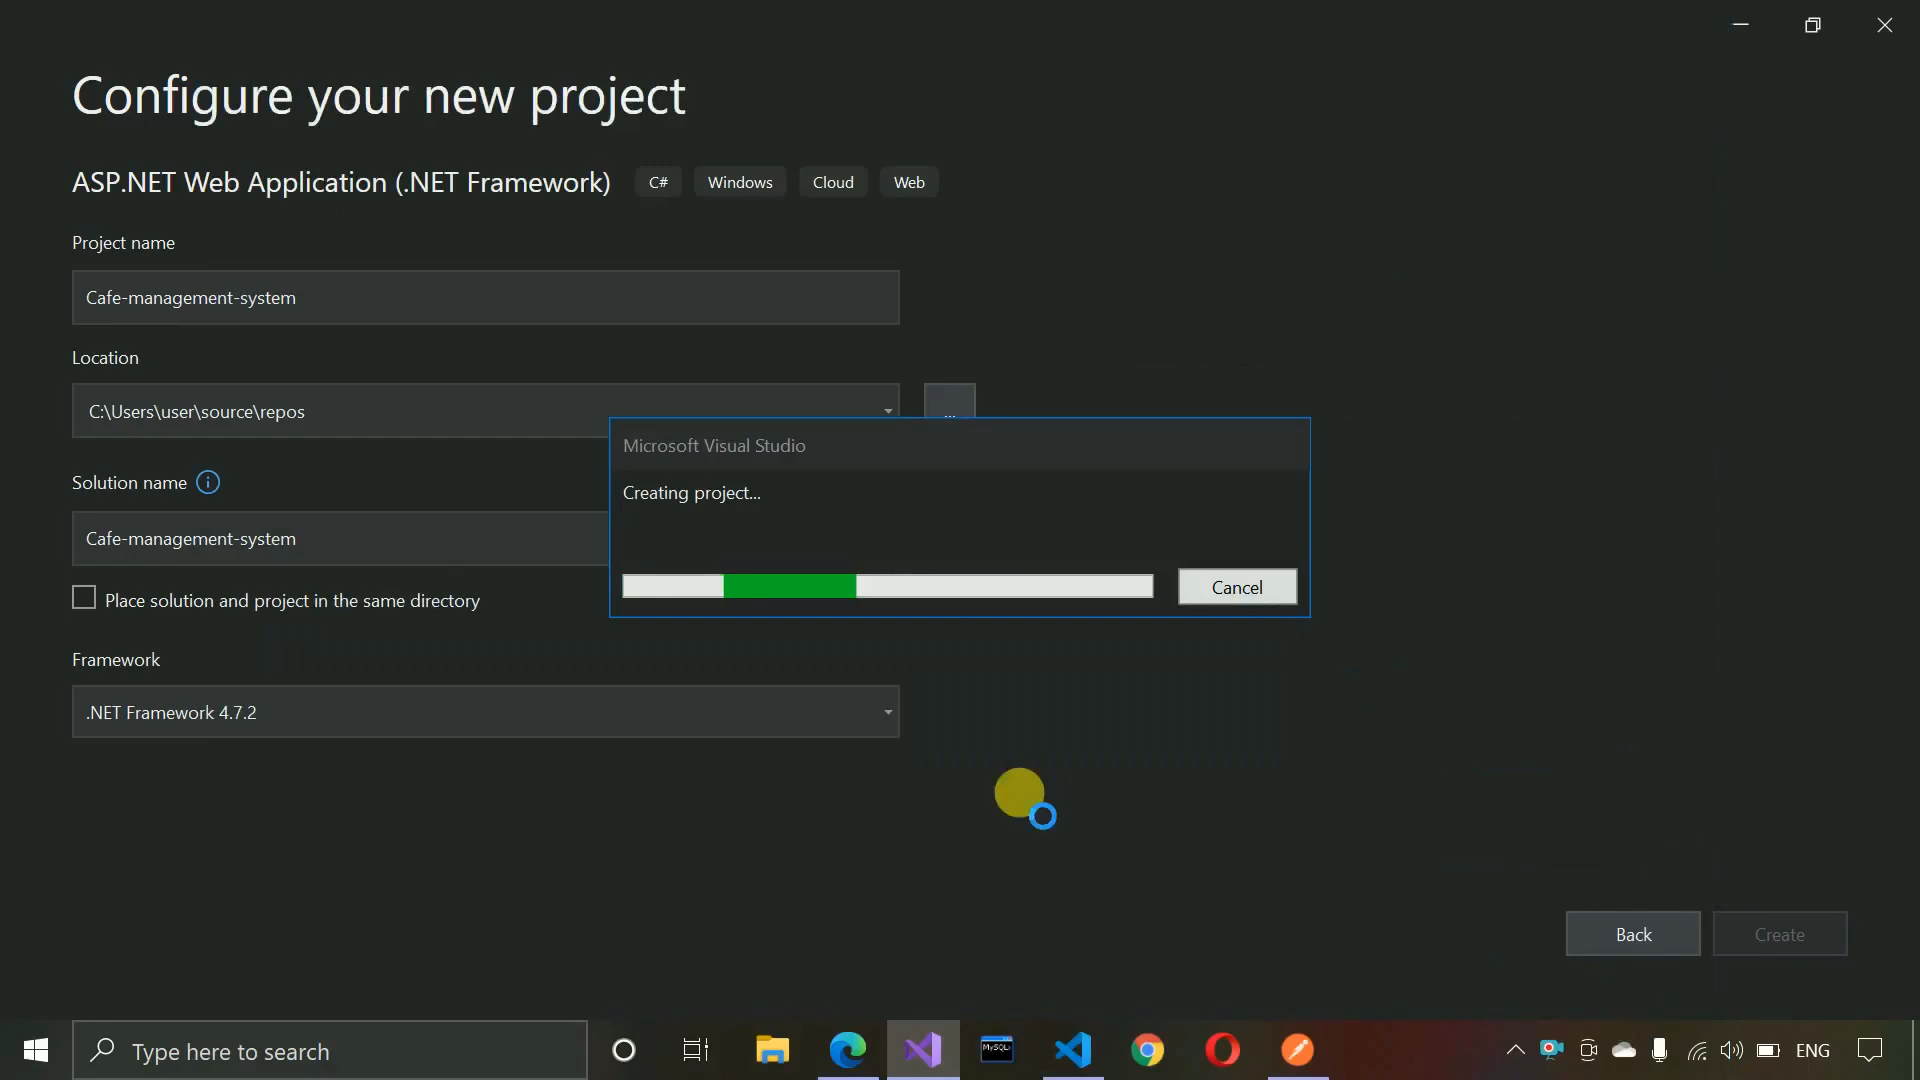 Configure your new project
ASP.NET Web Application (.NET Framework) C# Windows Cloud Web
Project name
Cafe-management-system
Location
C:\Users\user\source\repos
...
Microsoft Visual Studio
Creating project...
Cancel
Solution name
Cafe-management-system
Place solution and project in the same directory
Framework
.NET Framework 4.7.2
Back Create
Type here to search
MySQL
ENG